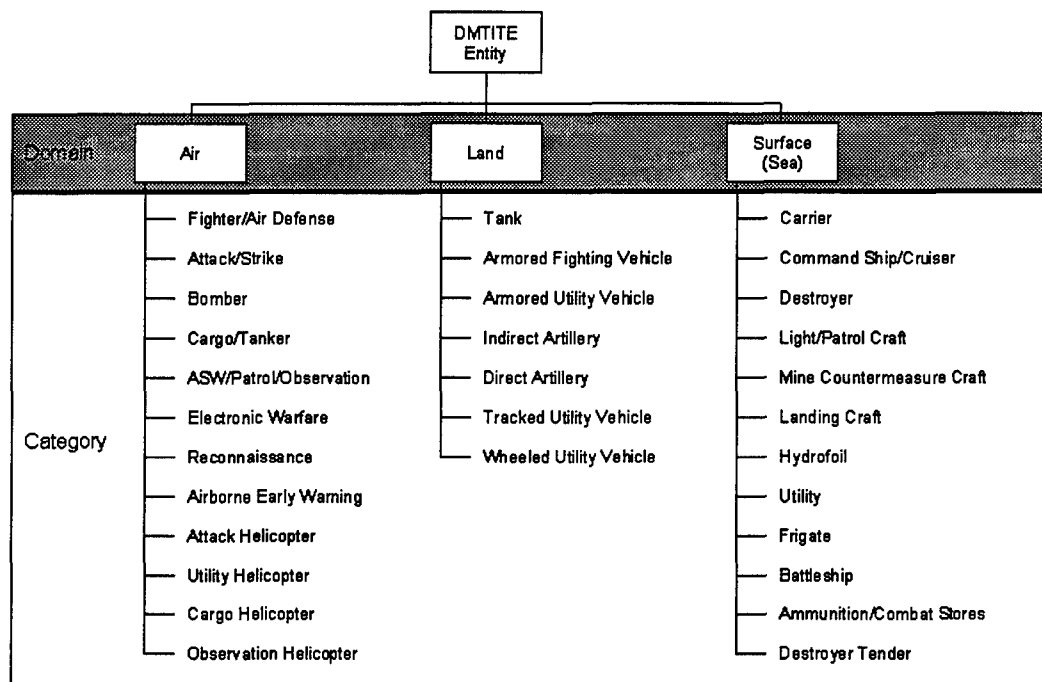 DMTITE
Entity
Domain
Air
Land
Surface
(Sea)
Category
Fighter/Air Defense
Attack/Strike
Bomber
Cargo/Tanker
ASW/Patrol/Observation
Electronic Warfare
Reconnaissance
Airborne Early Warning
Attack Helicopter
Utility Helicopter
Cargo Helicopter
Observation Helicopter
Tank
Armored Fighting Vehicle
Armored Utility Vehicle
Indirect Artillery
Direct Artillery
Tracked Utility Vehicle
Wheeled Utility Vehicle
Carrier
Command Ship/Cruiser
Destroyer
Light/Patrol Craft
Mine Countermeasure Craft
Landing Craft
Hydrofoil
Utility
Frigate
Battleship
Ammunition/Combat Stores
Destroyer Tender